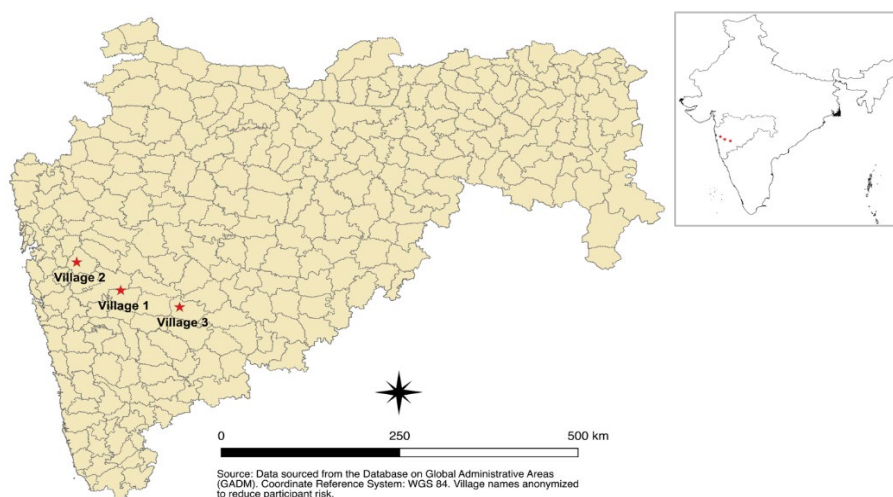 Village 2
Village 1
Village 3
0 250 500 km
Source: Data sourced from the Database on Global Administrative Areas
(GADM). Coordinate Reference System: WGS 84. Village names anonymized
to reduce participant risk.